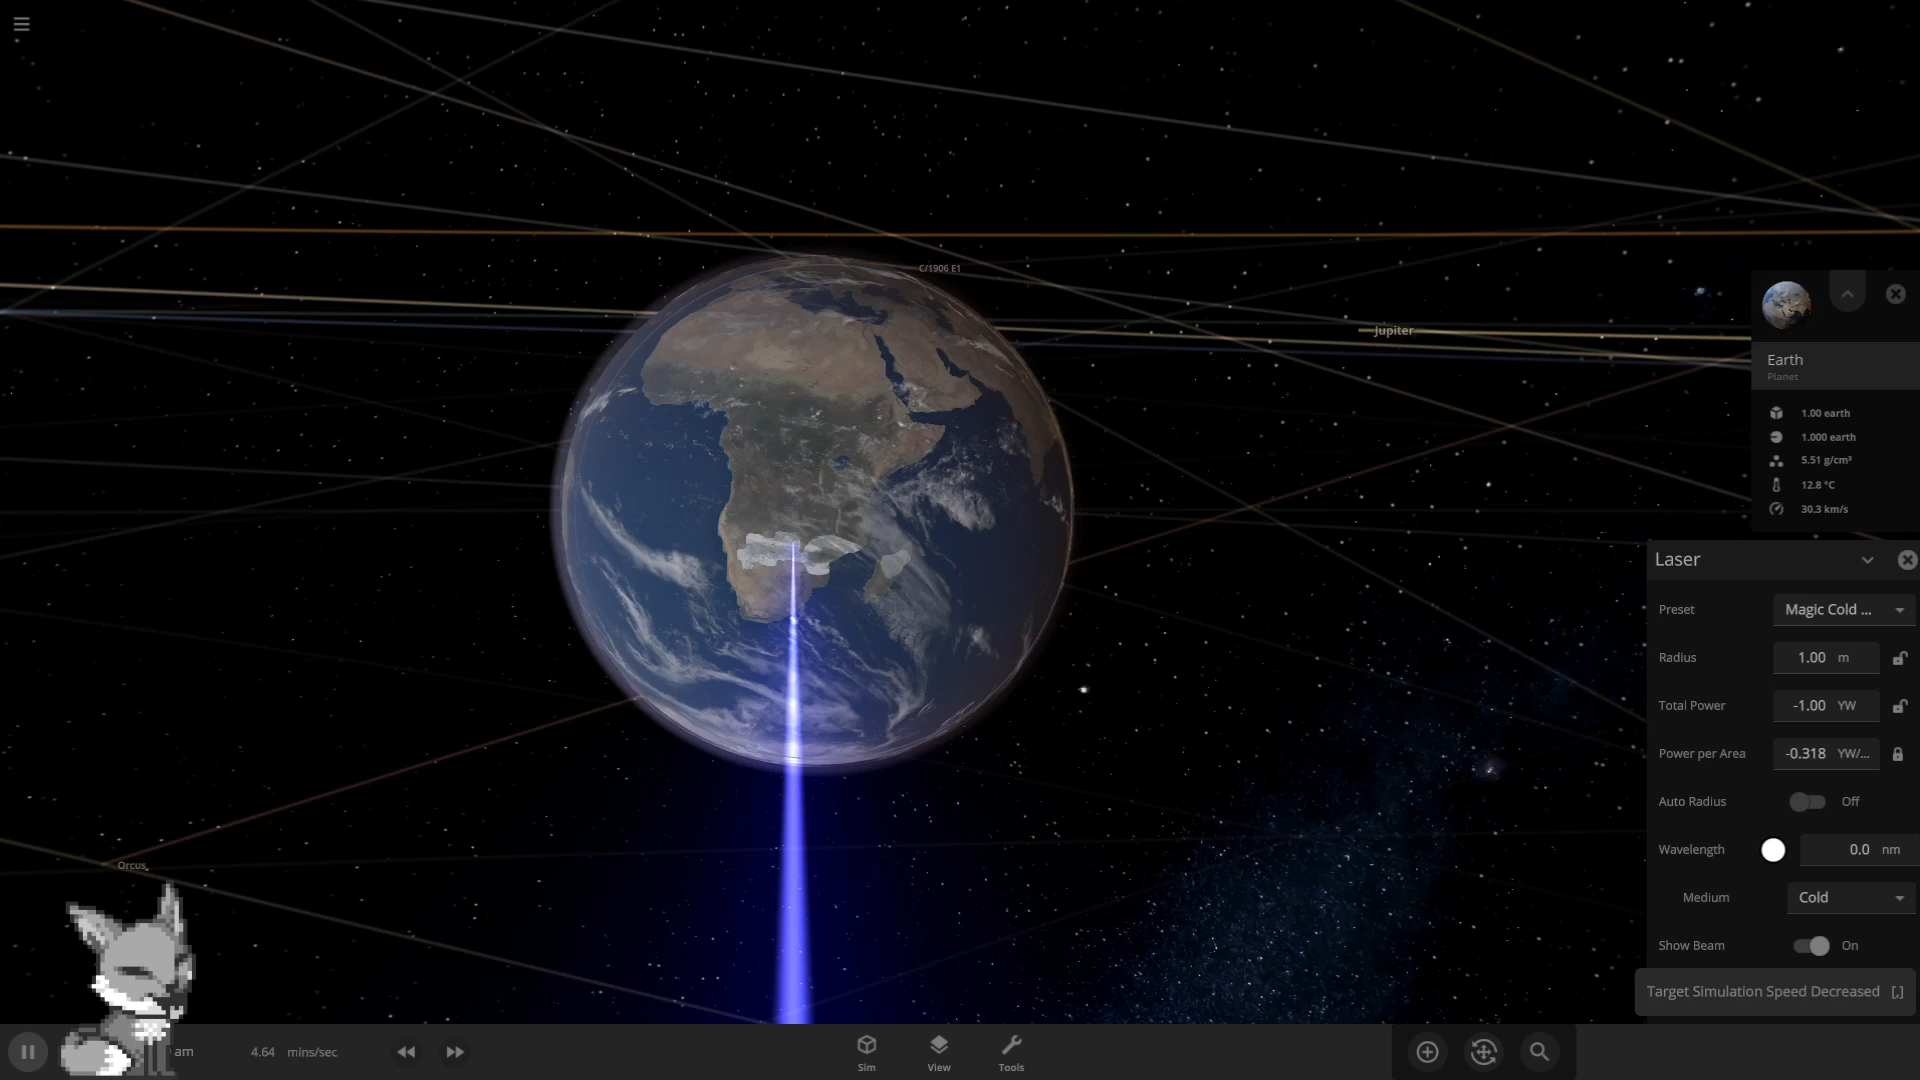 C/1906 E1
Jupiter
Earth
Planet
1.00 earth
1.000 earth
5.51 g/cm³
12.8 °C
30.3 km/s
Laser
Preset Magic Cold ...
Radius 1.00 m
Total Power -1.00 YW
Power per Area -0.318 YW/...
Auto Radius Off
Wavelength 0.0 nm
Medium Cold
Show Beam On
Target Simulation Speed Decreased [,]
Orcus
am 4.64 mins/sec
Sim View Tools